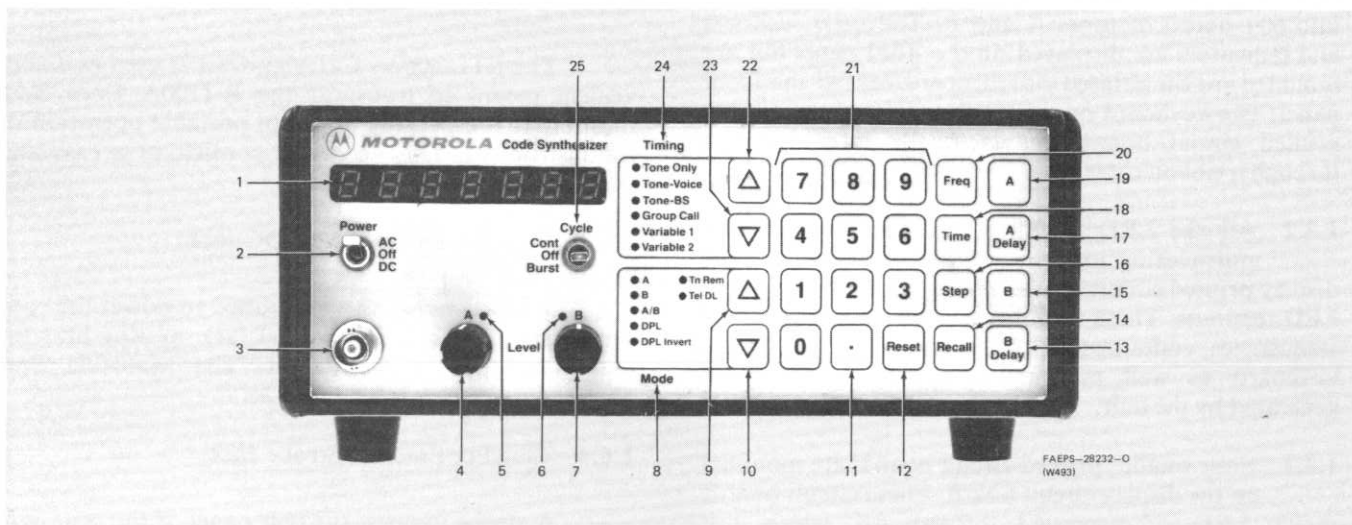 25 24 23 22 21
MOTOROLA Code Synthesizer
Timing
Tone Only
Tone-Voice
Tone-BS
Group Call
Variable 1
Variable 2
7 8 9 Freq A
20
19
1
Power
AC
Off
DC
2
Cycle
Cont
Off
Burst
4 5 6 Time A Delay
18
17
A Tn Rem
B Tel DL
A/B
DPL
DPL Invert
1 2 3 Step B
16
15
A Level B
3
0 . Reset Recall B Delay
14
13
Mode
4 5 6 7 8 9 10 11 12
FAEPS-28232-O
(W493)